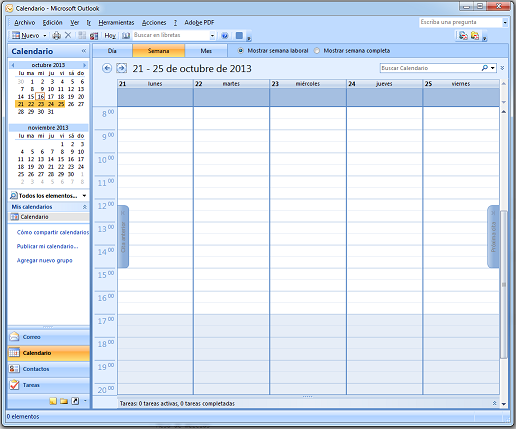 Calendario - Microsoft Outlook
Archivo Edición Ver Ir Herramientas Acciones ? Adobe PDF
Escriba una pregunta
Nuevo Hoy Buscar en libretas
Calendario
octubre 2013
lu ma mi ju vi sá do
30 1 2 3 4 5 6
7 8 9 10 11 12 13
14 15 16 17 18 19 20
21 22 23 24 25 26 27
28 29 30 31
noviembre 2013
lu ma mi ju vi sá do
1 2 3
4 5 6 7 8 9 10
11 12 13 14 15 16 17
18 19 20 21 22 23 24
25 26 27 28 29 30 1
2 3 4 5 6 7 8
Todos los elementos...
Mis calendarios
Calendario
Cómo compartir calendarios
Publicar mi calendario...
Agregar nuevo grupo
Correo
Calendario
Contactos
Tareas
Día Semana Mes Mostrar semana laboral Mostrar semana completa
21 - 25 de octubre de 2013
Buscar Calendario
21 lunes 22 martes 23 miércoles 24 jueves 25 viernes
8 00
9 00
10 00
11 00
12 00
13 00
14 00
15 00
16 00
17 00
18 00
19 00
20 00
Cita anterior
Próxima cita
Tareas: 0 tareas activas, 0 tareas completadas
0 elementos